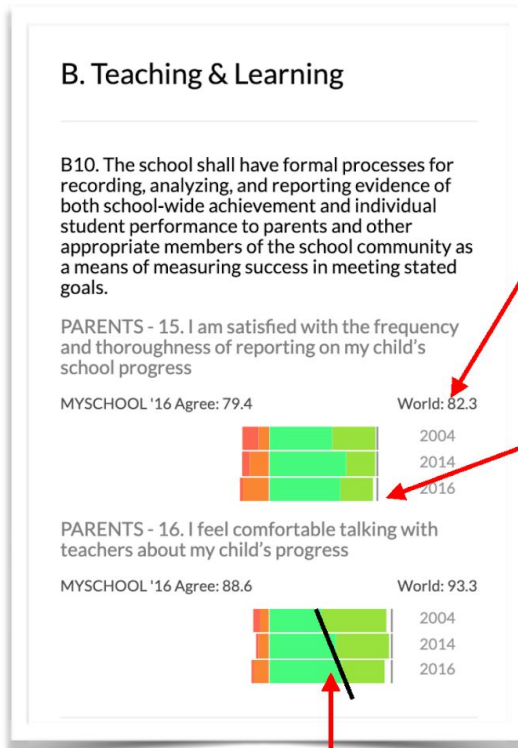 B. Teaching & Learning
B10. The school shall have formal processes for
recording, analyzing, and reporting evidence of
both school-wide achievement and individual
student performance to parents and other
appropriate members of the school community as
a means of measuring success in meeting stated
goals.
PARENTS - 15. I am satisfied with the frequency
and thoroughness of reporting on my child's
school progress
MYSCHOOL '16 Agree: 79.4 World: 82.3
2004
2014
2016
PARENTS - 16. I feel comfortable talking with
teachers about my child's progress
MYSCHOOL '16 Agree: 88.6 World: 93.3
2004
2014
2016